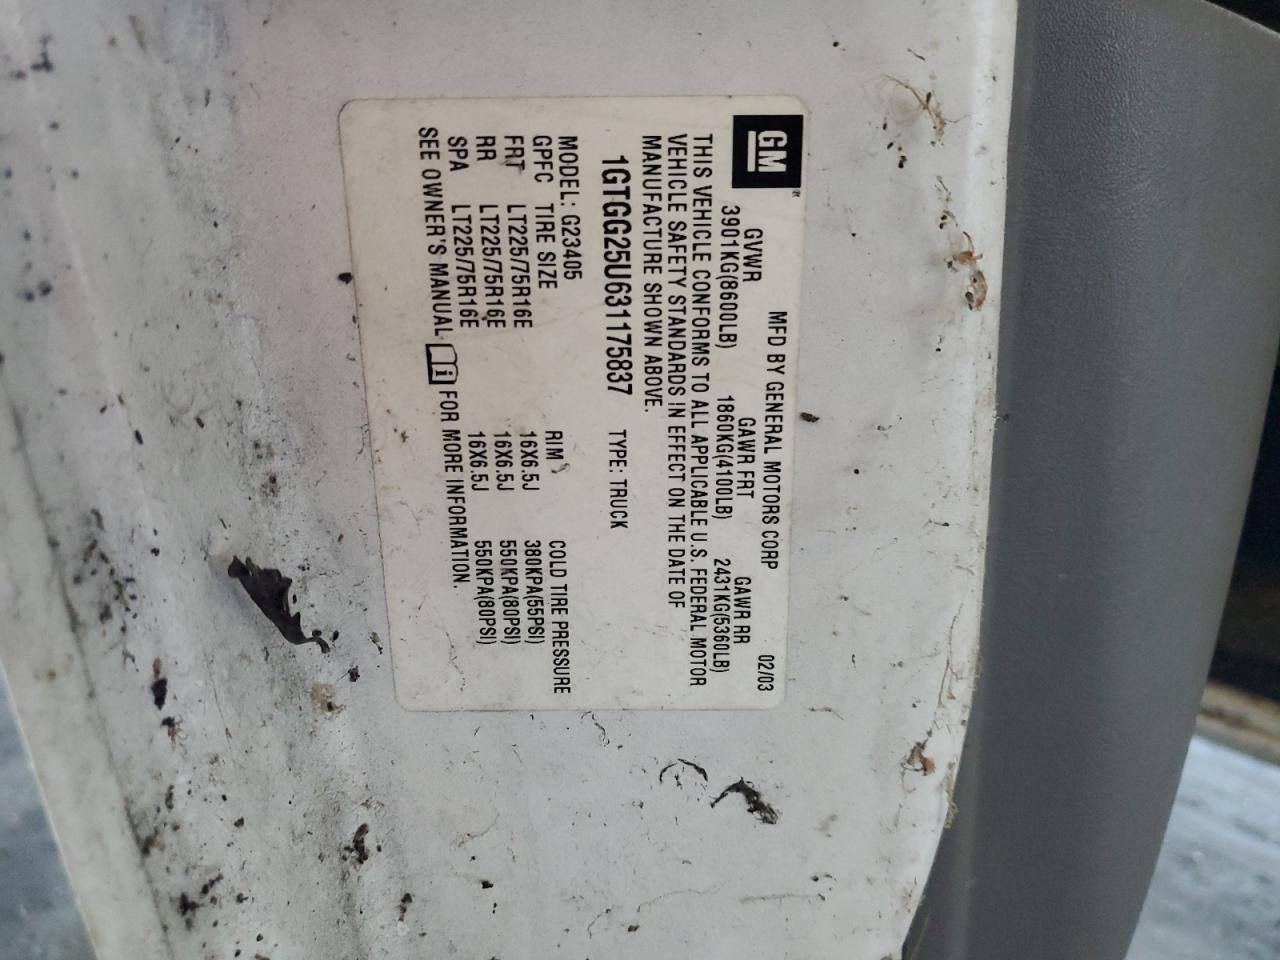 GM
MFD BY GENERAL MOTORS CORP 02/03
GVWR GAWR FRT GAWR RR
3901KG(8600LB) 1860KG(4100LB) 2431KG(5360LB)
THIS VEHICLE CONFORMS TO ALL APPLICABLE U.S. FEDERAL MOTOR
VEHICLE SAFETY STANDARDS IN EFFECT ON THE DATE OF
MANUFACTURE SHOWN ABOVE.
1GTGG25U631175837 TYPE: TRUCK
MODEL: G23405
GPFC TIRE SIZE RIM COLD TIRE PRESSURE
FRT LT225/75R16E 16X6.5J 380KPA(55PSI)
RR LT225/75R16E 16X6.5J 550KPA(80PSI)
SPA LT225/75R16E 16X6.5J 550KPA(80PSI)
SEE OWNER'S MANUAL i FOR MORE INFORMATION.